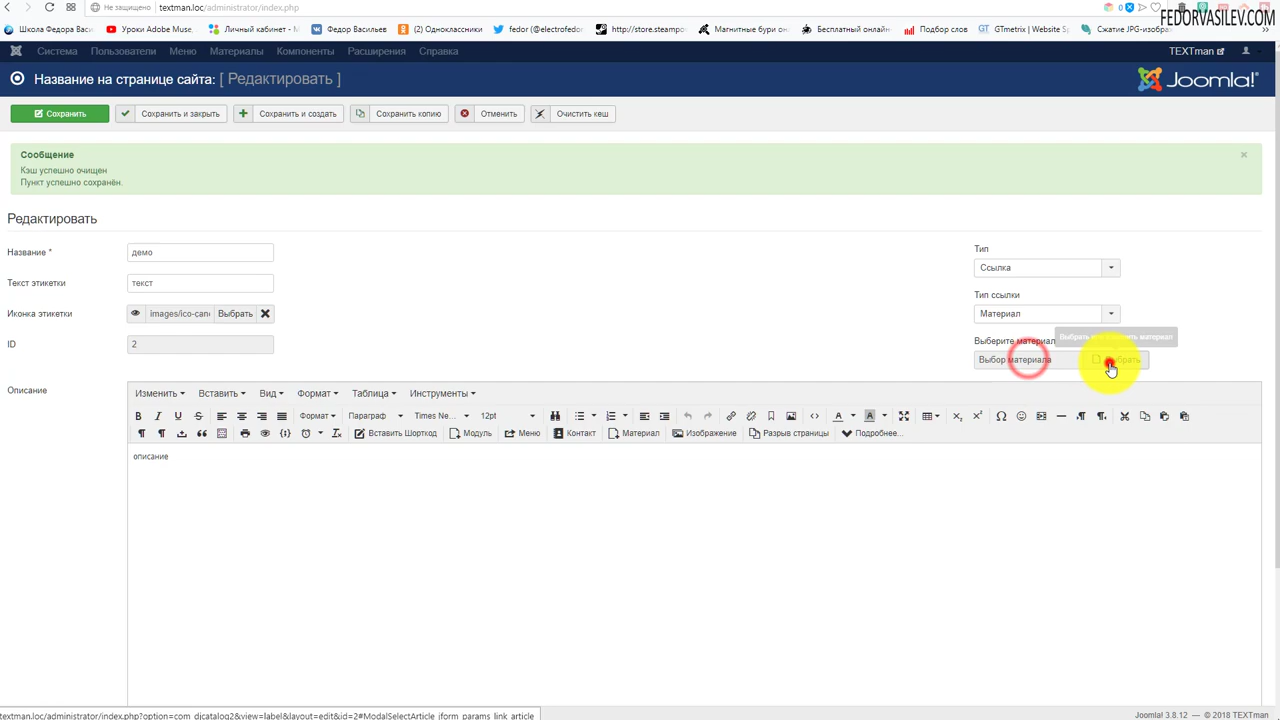 Не защищено textman.loc/administrator/index.php
0
FEDORVASILEV.COM
Школа Федора Васи... Уроки Adobe Muse, Личный кабинет - M Федор Васильев (2) Одноклассники fedor (@electrofedo http://store.steampo Магнитные бури он Бесплатный онлайн Подбор слов GTmetrix | Website S Сжатие JPG-изобра »
Система Пользователи Меню Материалы Компоненты Расширения Справка TEXTman
Название на странице сайта: [ Редактировать ] Joomla!®
Сохранить Сохранить и закрыть Сохранить и создать Сохранить копию Отменить Очистить кеш
Сообщение ×
Кэш успешно очищен
Пункт успешно сохранён.
Редактировать
Название * демо
Тип
Ссылка
Текст этикетки текст
Тип ссылки
Материал
Иконка этикетки images/ico-can Выбрать
ID 2
Выберите материал
Выбор материала
Описание
Изменить Вставить Вид Формат Таблица Инструменты
B I U S Формат Параграф Times Ne... 12pt
Вставить Шорткод Модуль Меню Контакт Материал Изображение Разрыв страницы Подробнее...
описание
textman.loc/administrator/index.php?option=com_djcatalog2&view=label&layout=edit&id=2#ModalSelectArticle_jform_params_link_article
Joomla! 3.8.12 — © 2018 TEXTman